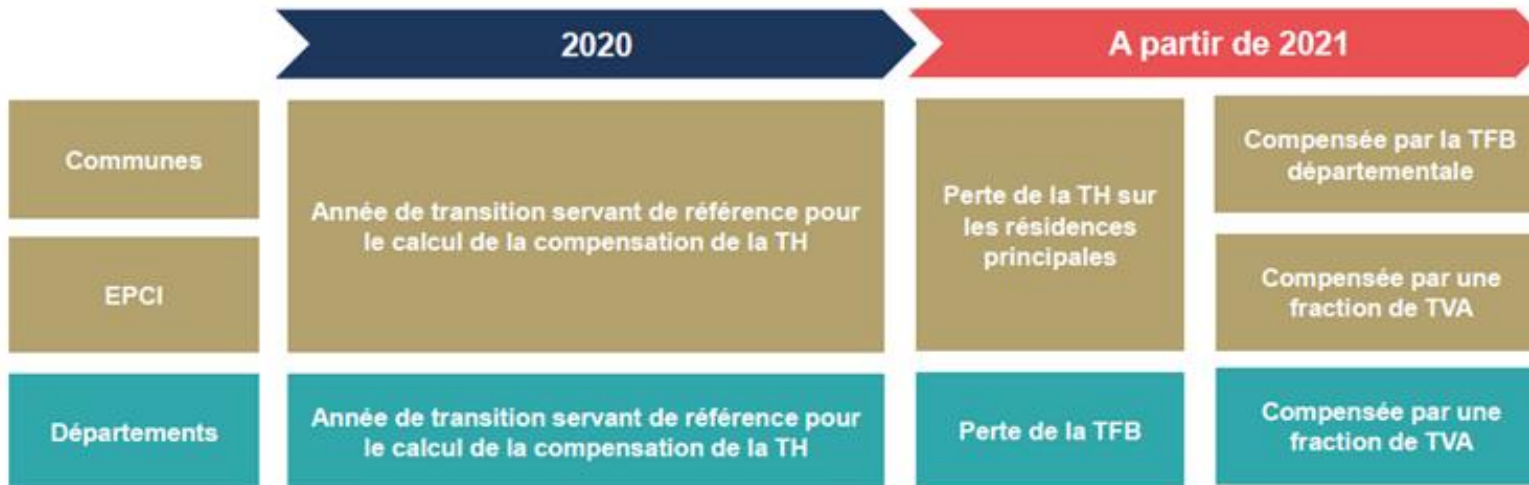 2020
A partir de 2021
Communes
EPCI
Année de transition servant de référence pour
le calcul de la compensation de la TH
Perte de la TH sur
les résidences
principales
Compensée par la TFB
départementale
Compensée par une
fraction de TVA
Départements
Année de transition servant de référence pour
le calcul de la compensation de la TH
Perte de la TFB
Compensée par une
fraction de TVA